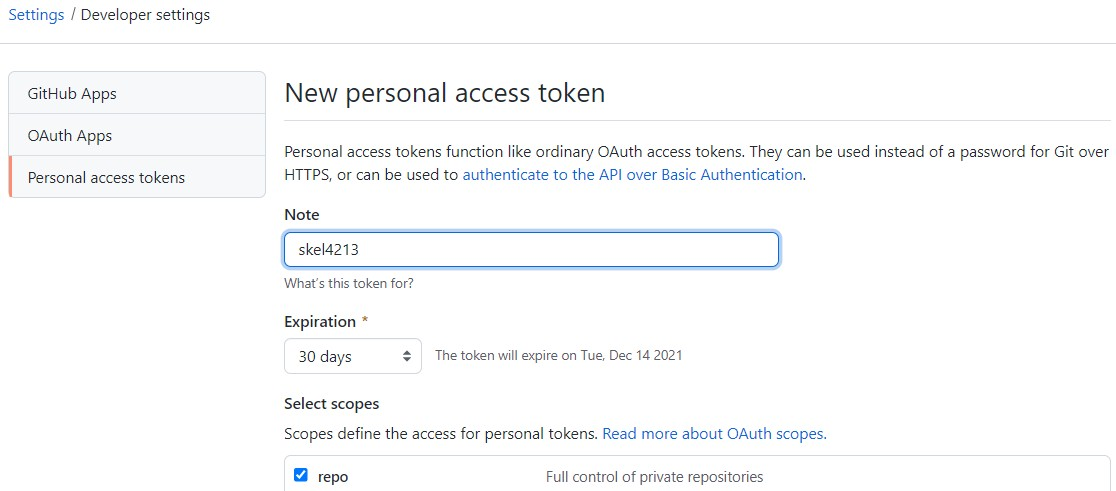 Settings / Developer settings
GitHub Apps
OAuth Apps
Personal access tokens
New personal access token
Personal access tokens function like ordinary OAuth access tokens. They can be used instead of a password for Git over
HTTPS, or can be used to authenticate to the API over Basic Authentication.
Note
skel4213
What's this token for?
Expiration *
30 days The token will expire on Tue, Dec 14 2021
Select scopes
Scopes define the access for personal tokens. Read more about OAuth scopes.
repo Full control of private repositories